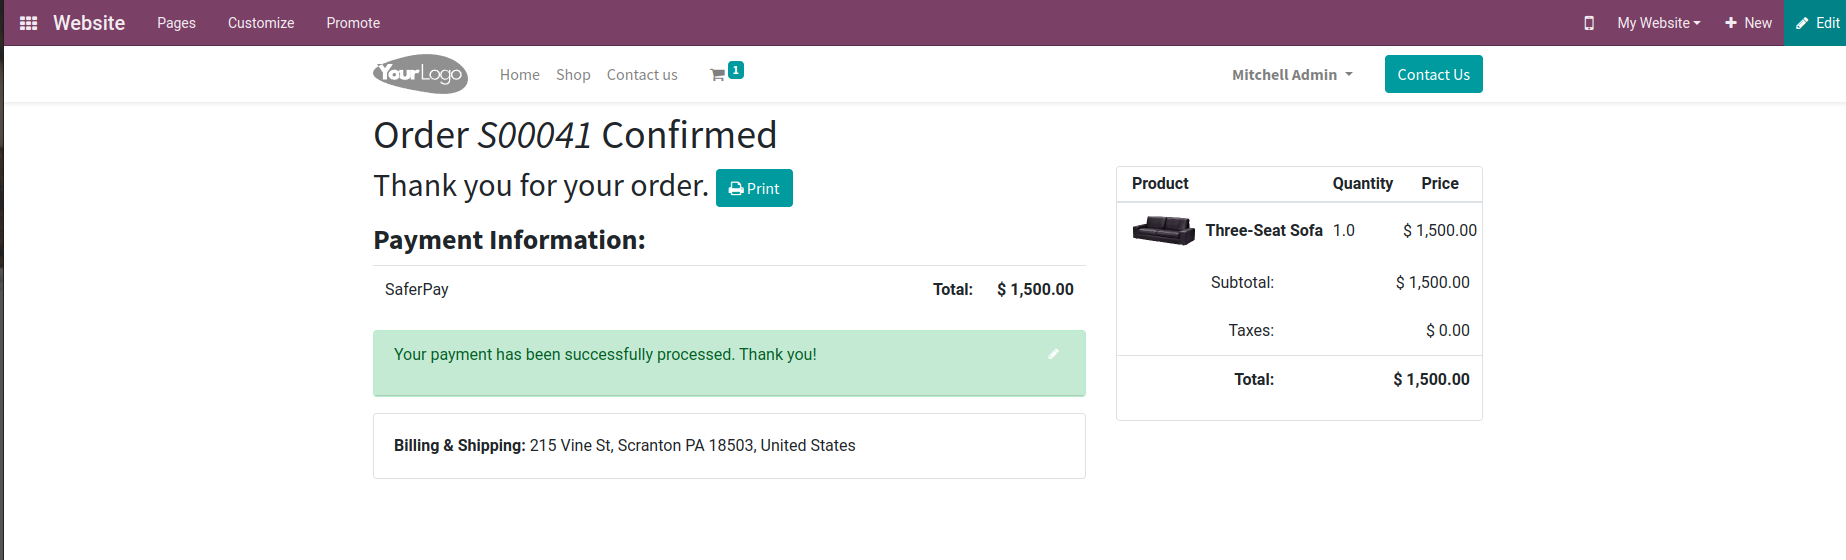 Website Pages Customize Promote My Website New Edit
YourLogo Home Shop Contact us 1 Mitchell Admin Contact Us
Order S00041 Confirmed
Thank you for your order. Print
Payment Information:
SaferPay Total: $ 1,500.00
Your payment has been successfully processed. Thank you!
Billing & Shipping: 215 Vine St, Scranton PA 18503, United States
Product Quantity Price
Three-Seat Sofa 1.0 $ 1,500.00
Subtotal: $ 1,500.00
Taxes: $ 0.00
Total: $ 1,500.00